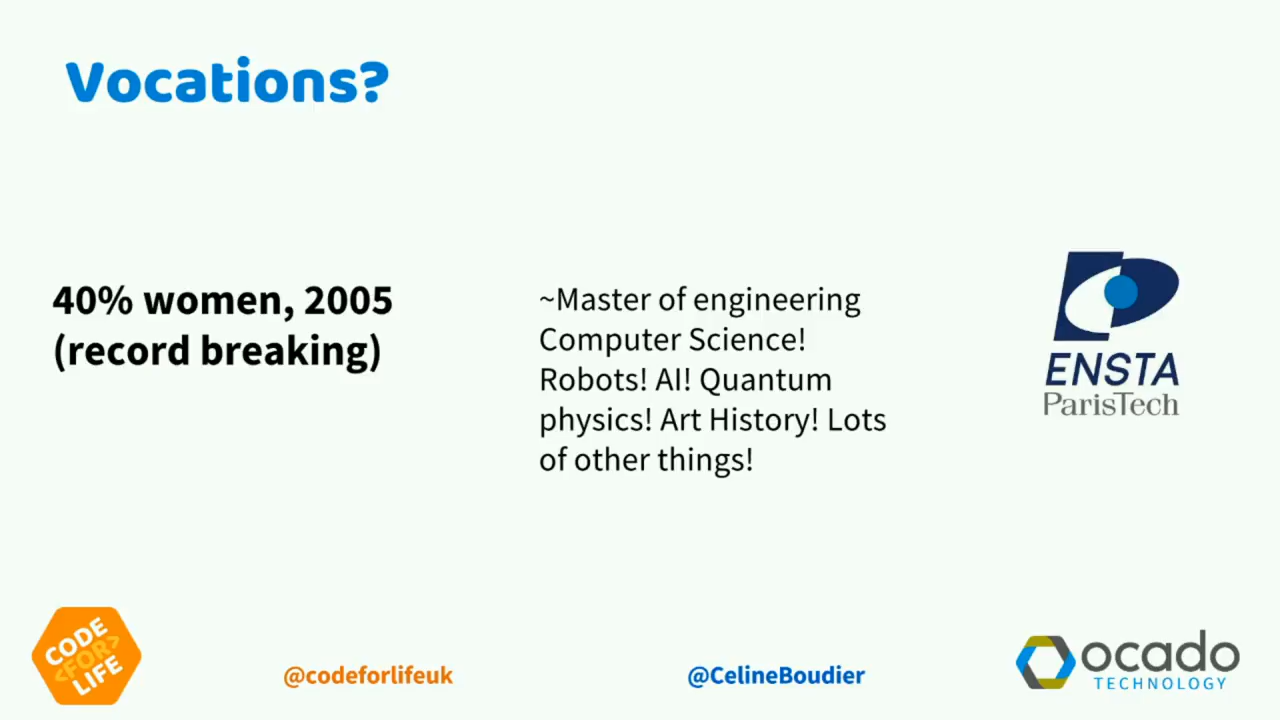 Vocations?
40% women, 2005
(record breaking)
~Master of engineering
Computer Science!
Robots! AI! Quantum
physics! Art History! Lots
of other things!
ENSTA
ParisTech
CODE
<FOR>
LIFE
@codeforlifeuk
@CelineBoudier
ocado
TECHNOLOGY